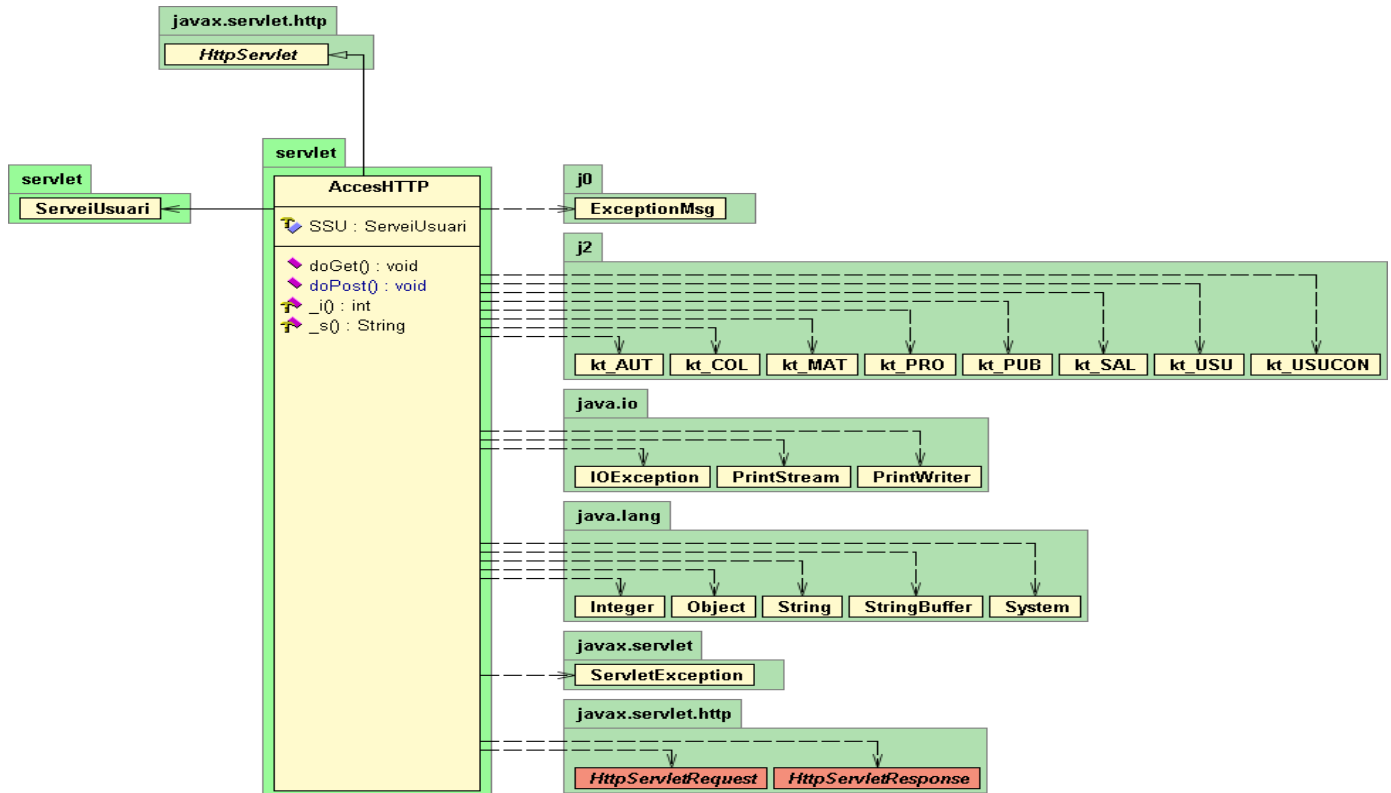 javax.servlet.http
HttpServlet
servlet
ServeiUsuari
servlet
AccesHTTP
SSU : ServeiUsuari
doGet() : void
doPost() : void
_i() : int
_s() : String
j0
ExceptionMsg
j2
kt_AUT kt_COL kt_MAT kt_PRO kt_PUB kt_SAL kt_USU kt_USUCON
java.io
IOException PrintStream PrintWriter
java.lang
Integer Object String StringBuffer System
javax.servlet
ServletException
javax.servlet.http
HttpServletRequest HttpServletResponse